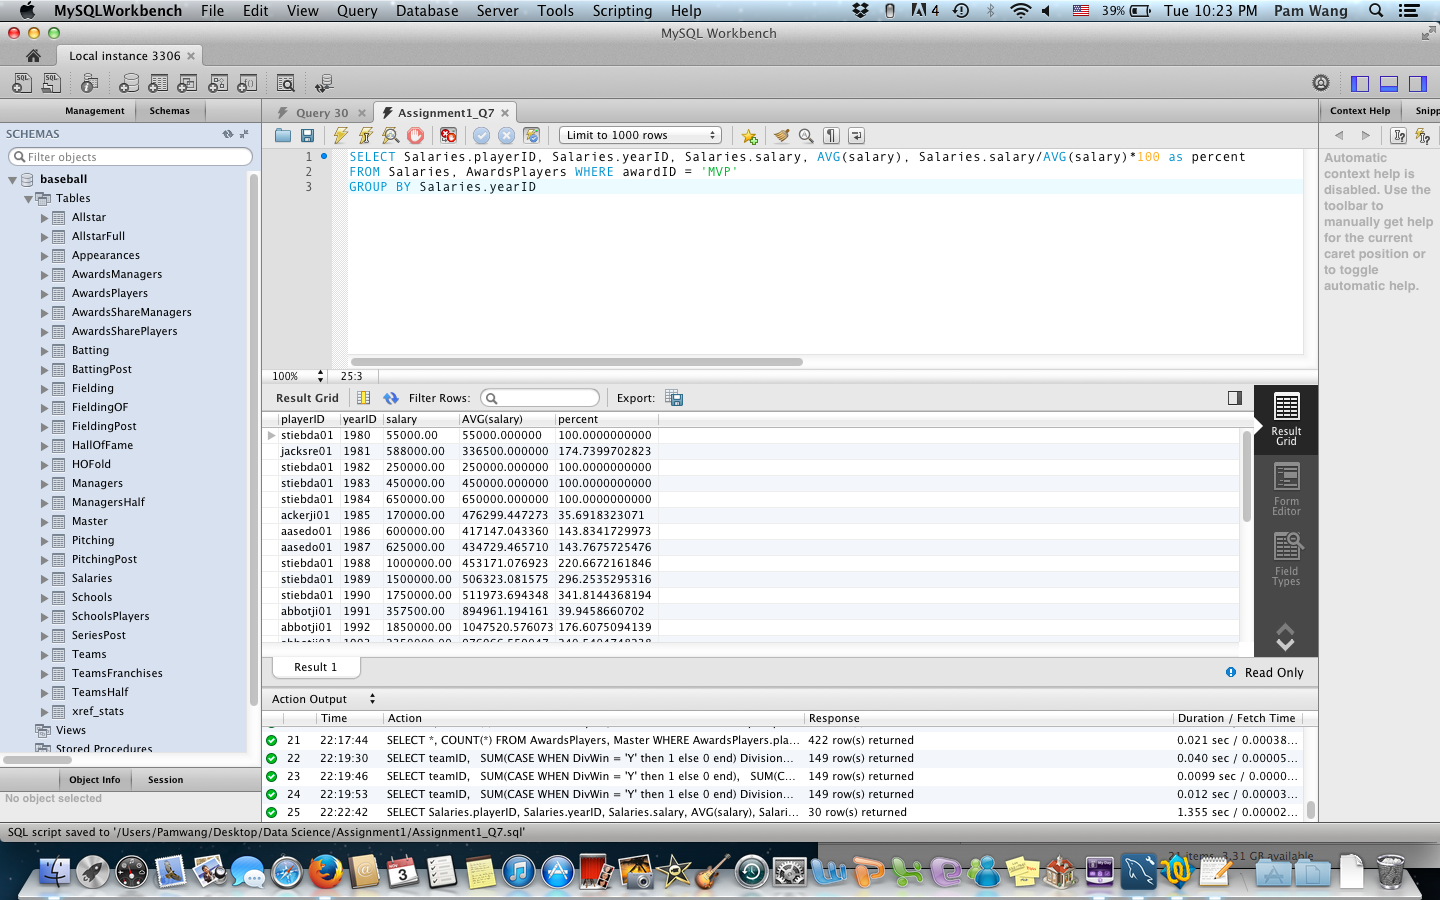 MySQLWorkbench File Edit View Query Database Server Tools Scripting Help 4 39% Tue 10:23 PM Pam Wang
MySQL Workbench
Local instance 3306
Management Schemas
Query 30 Assignment1_Q7
Context Help Snipp
SCHEMAS
Filter objects
Limit to 1000 rows
baseball
Tables
Allstar
AllstarFull
Appearances
AwardsManagers
AwardsPlayers
AwardsShareManagers
AwardsSharePlayers
Batting
BattingPost
Fielding
FieldingOF
FieldingPost
HallOfFame
HOFold
Managers
ManagersHalf
Master
Pitching
PitchingPost
Salaries
Schools
SchoolsPlayers
SeriesPost
Teams
TeamsFranchises
TeamsHalf
xref_stats
Views
Stored Procedures
Object Info Session
No object selected
1 SELECT Salaries.playerID, Salaries.yearID, Salaries.salary, AVG(salary), Salaries.salary/AVG(salary)*100 as percent
2 FROM Salaries, AwardsPlayers WHERE awardID = 'MVP'
3 GROUP BY Salaries.yearID
Automatic
context help is
disabled. Use the
toolbar to
manually get help
for the current
caret position or
to toggle
automatic help.
100% 25:3
Result Grid Filter Rows: Export:
playerID yearID salary AVG(salary) percent
stiebda01 1980 55000.00 55000.000000 100.0000000000
jacksre01 1981 588000.00 336500.000000 174.7399702823
stiebda01 1982 250000.00 250000.000000 100.0000000000
stiebda01 1983 450000.00 450000.000000 100.0000000000
stiebda01 1984 650000.00 650000.000000 100.0000000000
ackerji01 1985 170000.00 476299.447273 35.6918323071
aasedo01 1986 600000.00 417147.043360 143.8341729973
aasedo01 1987 625000.00 434729.465710 143.7675725476
stiebda01 1988 1000000.00 453171.076923 220.6672161846
stiebda01 1989 1500000.00 506323.081575 296.2535295316
stiebda01 1990 1750000.00 511973.694348 341.8144368194
abbotji01 1991 357500.00 894961.194161 39.9458660702
abbotji01 1992 1850000.00 1047520.576073 176.6075094139
Result
Grid
Form
Editor
Field
Types
Result 1
Read Only
Action Output
Time Action Response Duration / Fetch Time
21 22:17:44 SELECT *, COUNT(*) FROM AwardsPlayers, Master WHERE AwardsPlayers.pla... 422 row(s) returned 0.021 sec / 0.00038...
22 22:19:30 SELECT teamID, SUM(CASE WHEN DivWin = 'Y' then 1 else 0 end) Division... 149 row(s) returned 0.040 sec / 0.00005...
23 22:19:46 SELECT teamID, SUM(CASE WHEN DivWin = 'Y' then 1 else 0 end), SUM(C... 149 row(s) returned 0.0099 sec / 0.0000...
24 22:19:53 SELECT teamID, SUM(CASE WHEN DivWin = 'Y' then 1 else 0 end) Division... 149 row(s) returned 0.012 sec / 0.00003...
25 22:22:42 SELECT Salaries.playerID, Salaries.yearID, Salaries.salary, AVG(salary), Salari... 30 row(s) returned 1.355 sec / 0.00002...
SQL script saved to '/Users/Pamwang/Desktop/Data Science/Assignment1/Assignment1_Q7.sql'
21 items, 3.31 GB available
NOV
3